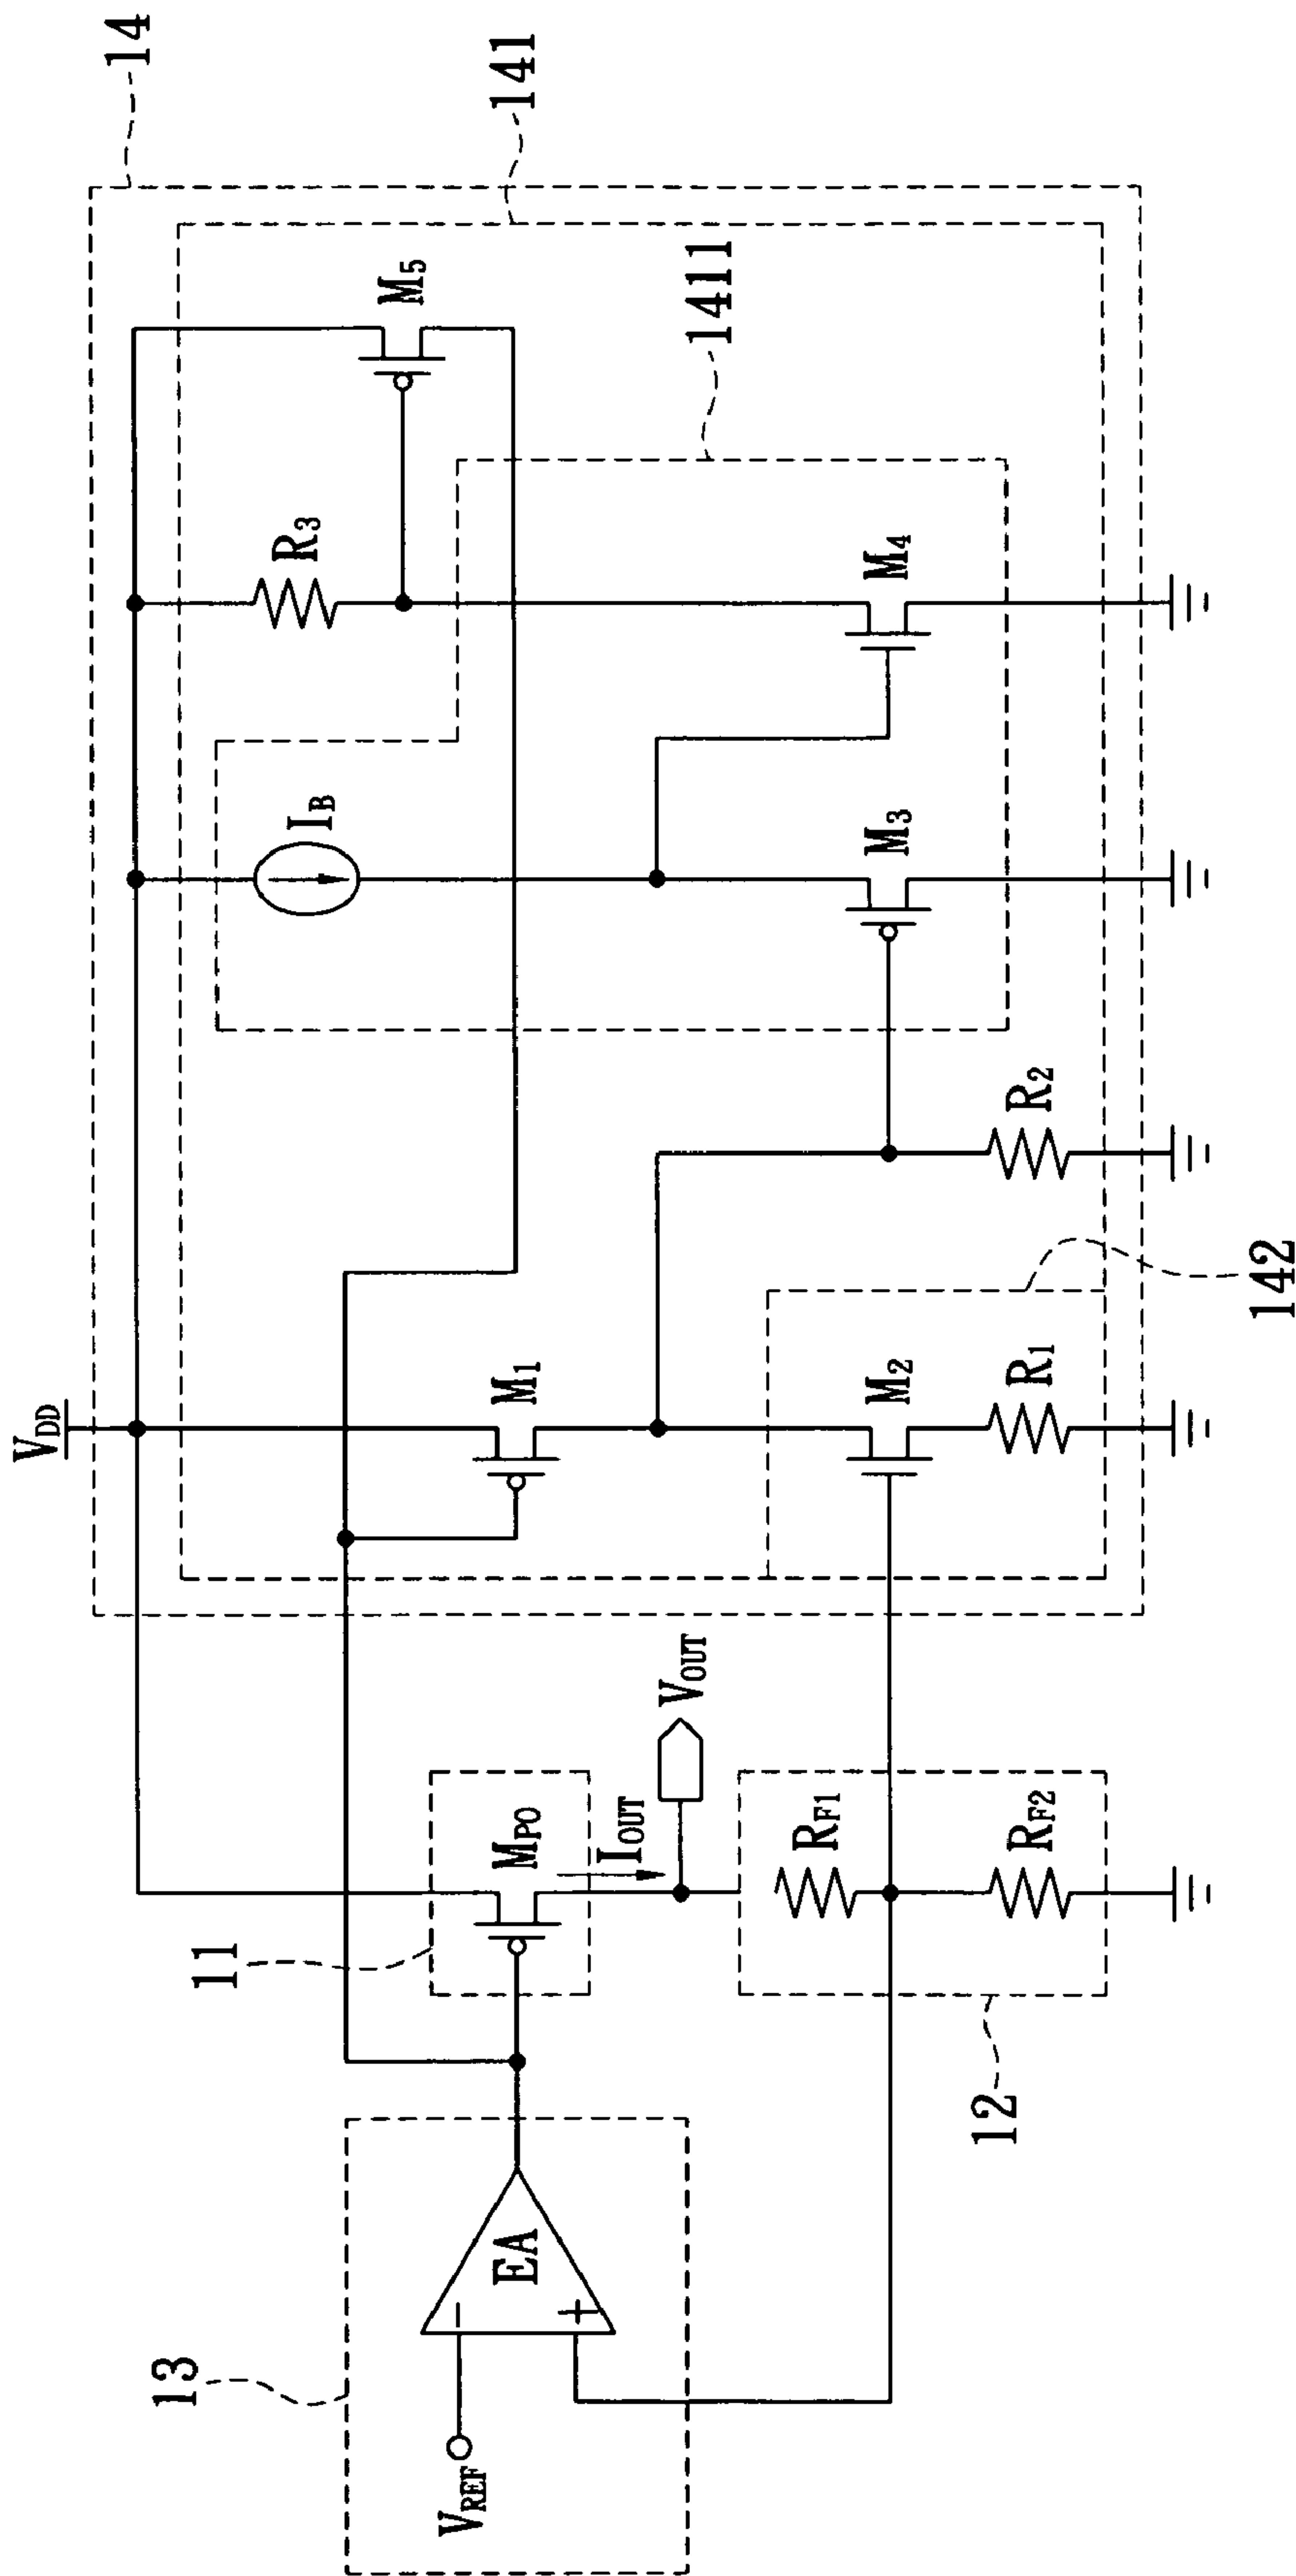 14
141
1411
M5
R3
M4
IB
M3
R2
142
VDD
M1
M2
R1
VOUT
11
MPO
IOUT
RF1
RF2
12
13
EA
−
+
VREF